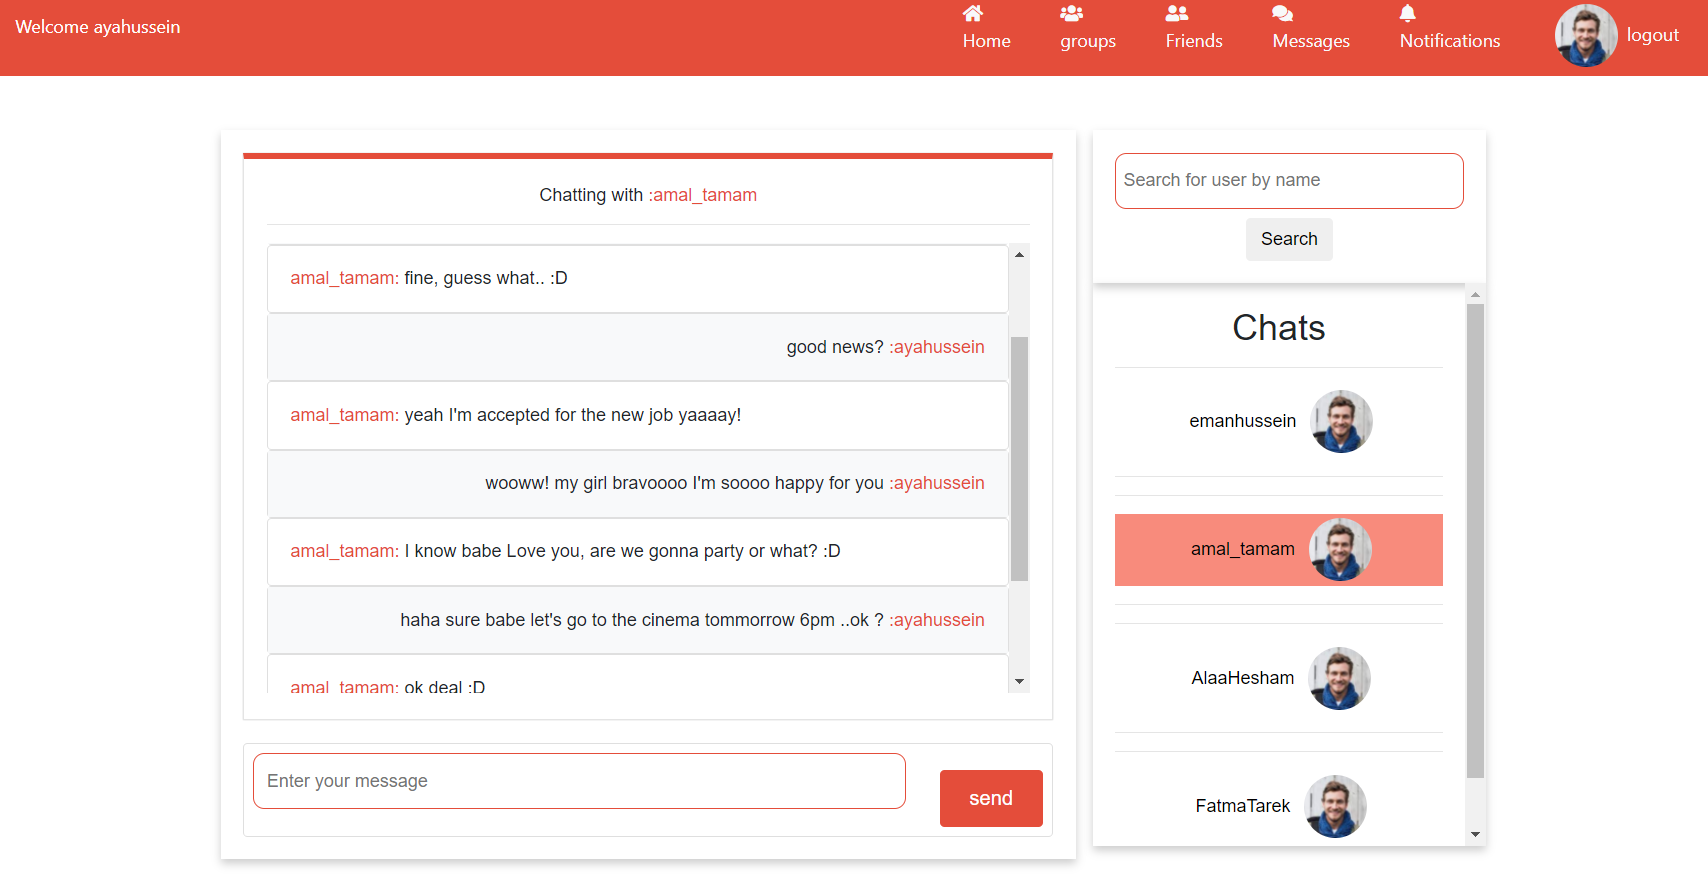 Welcome ayahussein
Home
groups
Friends
Messages
Notifications
logout
Chatting with :amal_tamam
amal_tamam: fine, guess what.. :D
good news? :ayahussein
amal_tamam: yeah I'm accepted for the new job yaaaay!
wooww! my girl bravoooo I'm soooo happy for you :ayahussein
amal_tamam: I know babe Love you, are we gonna party or what? :D
haha sure babe let's go to the cinema tommorrow 6pm ..ok ? :ayahussein
amal_tamam: ok deal :D
Enter your message
send
Search for user by name
Search
Chats
emanhussein
amal_tamam
AlaaHesham
FatmaTarek